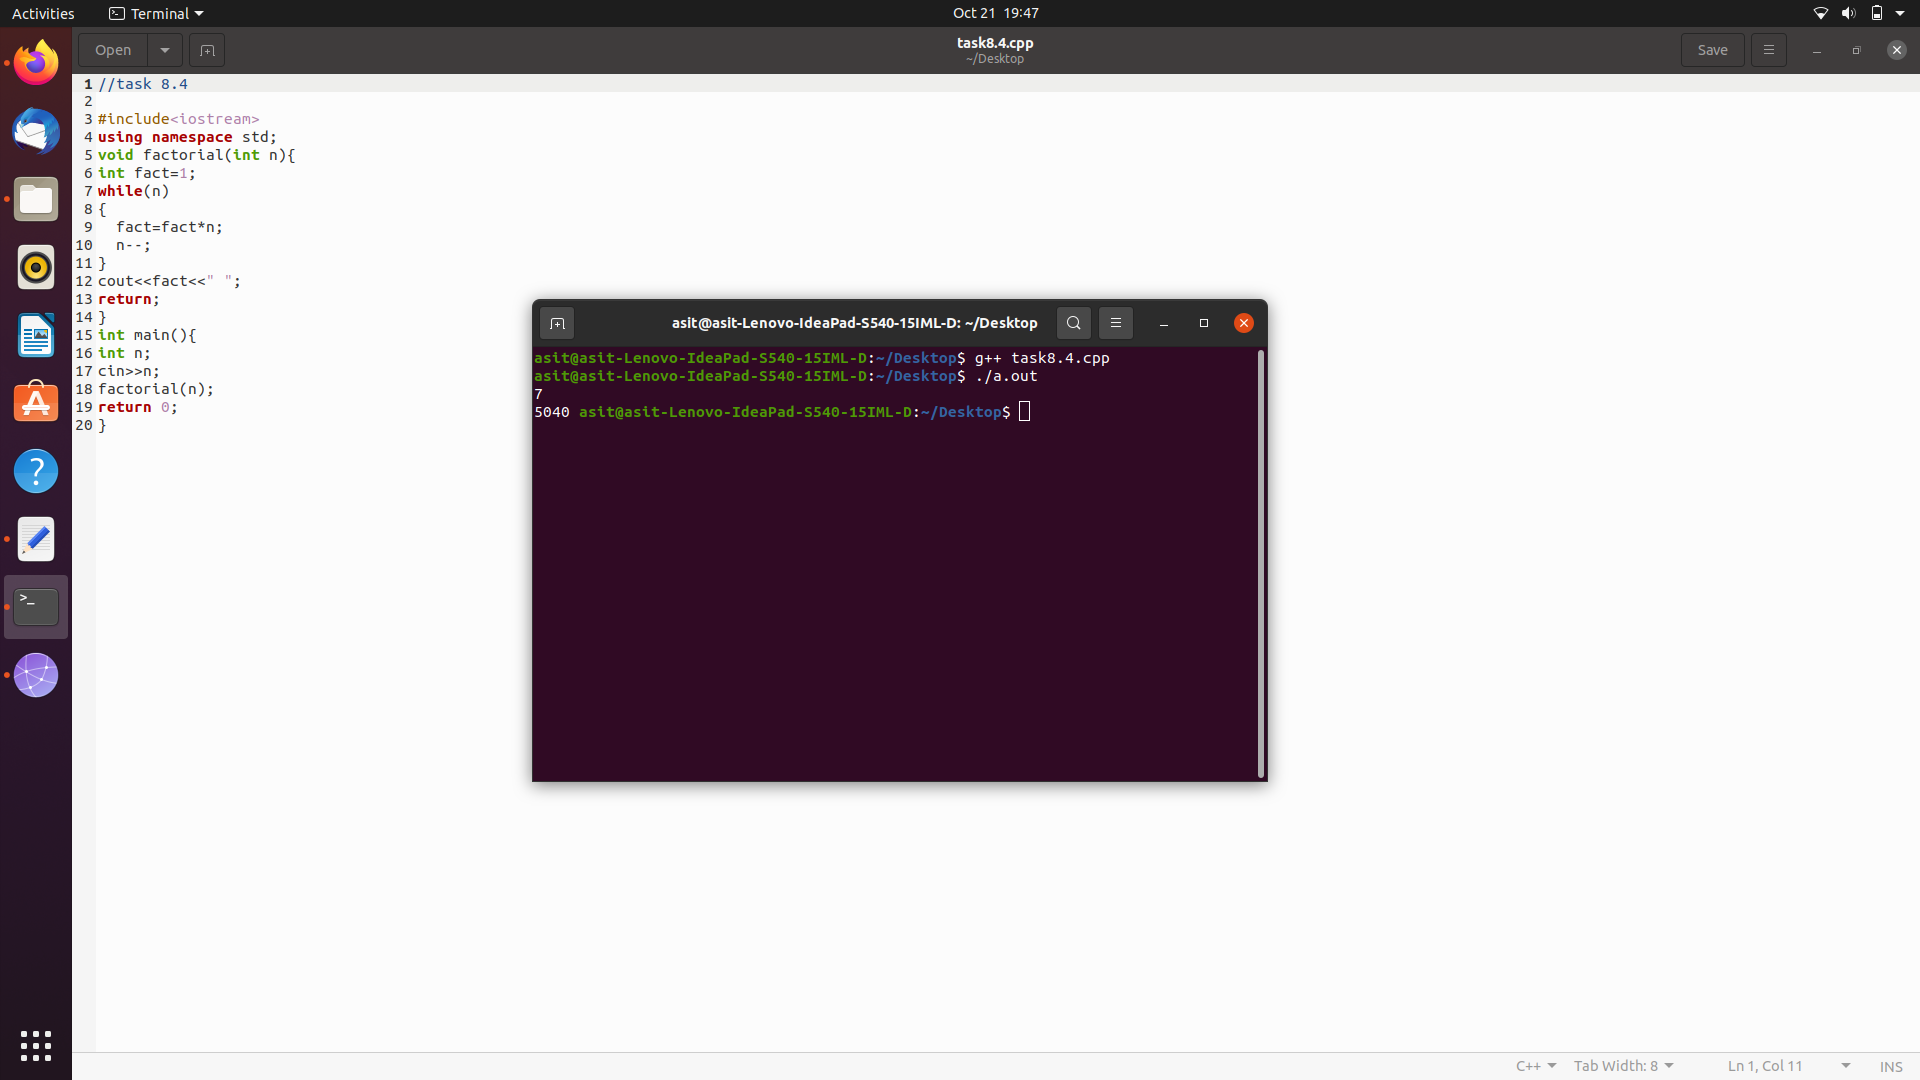 Activities Terminal Oct 21 19:47
Open task8.4.cpp Save
~/Desktop
1 //task 8.4
2
3 #include<iostream>
4 using namespace std;
5 void factorial(int n){
6 int fact=1;
7 while(n)
8 {
9   fact=fact*n;
10   n--;
11 }
12 cout<<fact<<" ";
13 return;
14 }
15 int main(){
16 int n;
17 cin>>n;
18 factorial(n);
19 return 0;
20 }
asit@asit-Lenovo-IdeaPad-S540-15IML-D: ~/Desktop
asit@asit-Lenovo-IdeaPad-S540-15IML-D:~/Desktop$ g++ task8.4.cpp
asit@asit-Lenovo-IdeaPad-S540-15IML-D:~/Desktop$ ./a.out
7
5040 asit@asit-Lenovo-IdeaPad-S540-15IML-D:~/Desktop$
C++ Tab Width: 8 Ln 1, Col 11 INS